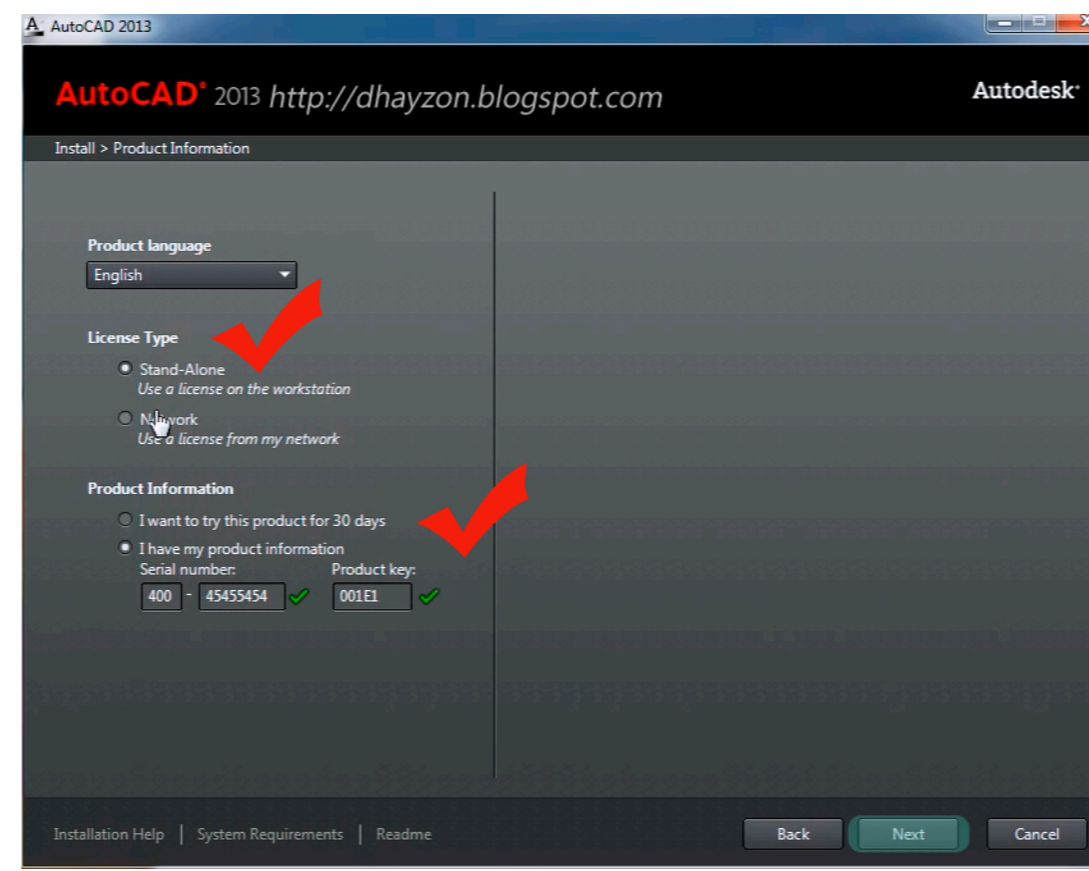 AutoCAD 2013
AutoCAD® 2013 http://dhayzon.blogspot.com
Autodesk®
Install > Product Information
Product language
English
License Type
Stand-Alone
Use a license on the workstation
Network
Use a license from my network
Product Information
I want to try this product for 30 days
I have my product information
Serial number: Product key:
400 - 45455454 001E1
Installation Help | System Requirements | Readme
Back Next Cancel